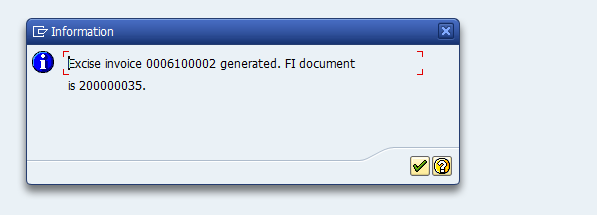 Information
Excise invoice 0006100002 generated. FI document
is 200000035.